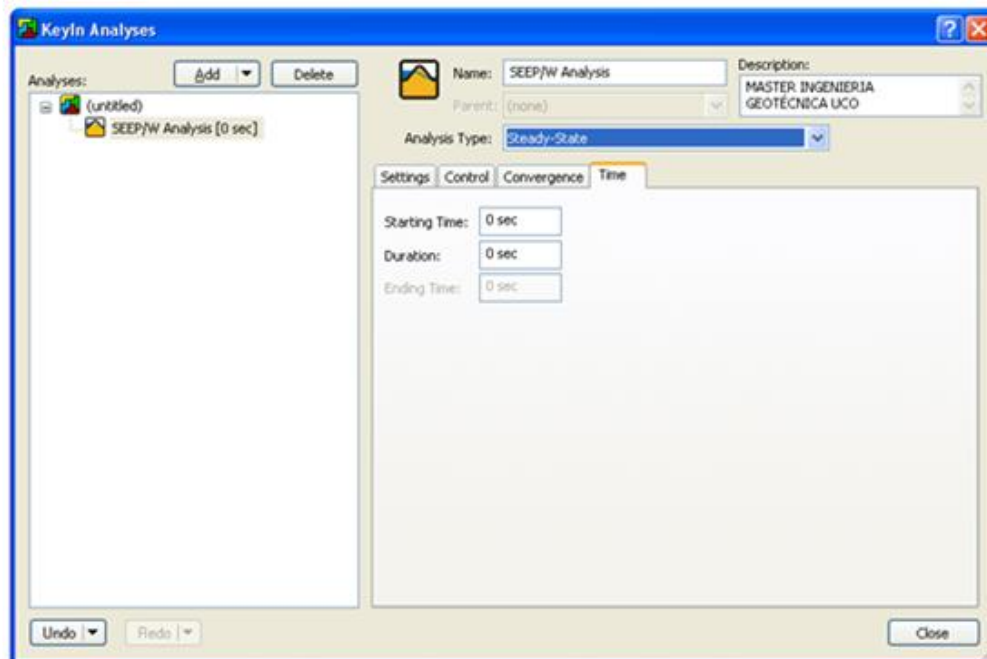 KeyIn Analyses
Analyses:
Add
Delete
(untitled)
SEEP/W Analysis [0 sec]
Name:
SEEP/W Analysis
Parent:
(none)
Description:
MASTER INGENIERIA
GEOTÉCNICA UCO
Analysis Type:
Steady-State
Settings
Control
Convergence
Time
Starting Time:
0 sec
Duration:
0 sec
Ending Time:
0 sec
Undo
Redo
Close